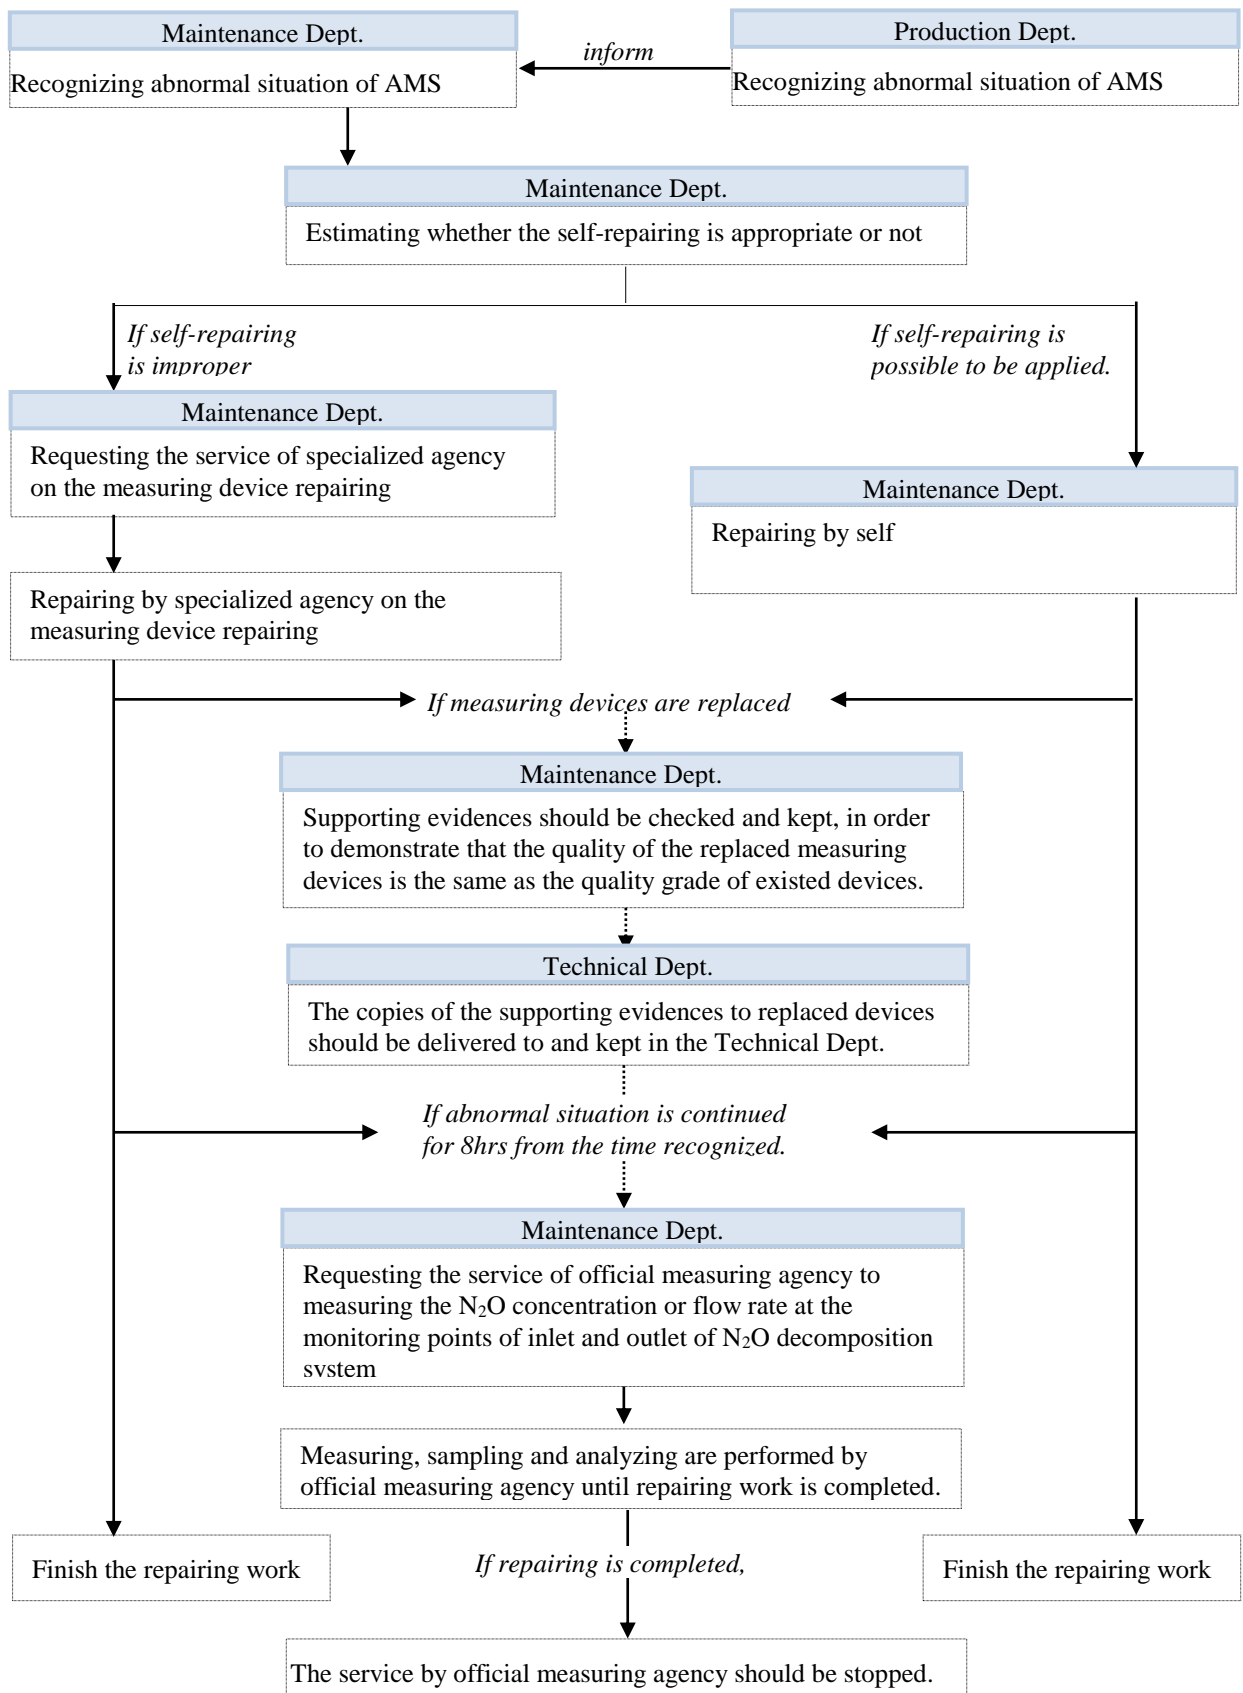 Maintenance Dept.
Recognizing abnormal situation of AMS
inform
Production Dept.
Recognizing abnormal situation of AMS
Maintenance Dept.
Estimating whether the self-repairing is appropriate or not
If self-repairing
is improper
If self-repairing is
possible to be applied.
Maintenance Dept.
Requesting the service of specialized agency
on the measuring device repairing
Maintenance Dept.
Repairing by self
Repairing by specialized agency on the
measuring device repairing
If measuring devices are replaced
Maintenance Dept.
Supporting evidences should be checked and kept, in order
to demonstrate that the quality of the replaced measuring
devices is the same as the quality grade of existed devices.
Technical Dept.
The copies of the supporting evidences to replaced devices
should be delivered to and kept in the Technical Dept.
If abnormal situation is continued
for 8hrs from the time recognized.
Maintenance Dept.
Requesting the service of official measuring agency to
measuring the N₂O concentration or flow rate at the
monitoring points of inlet and outlet of N₂O decomposition
system
Measuring, sampling and analyzing are performed by
official measuring agency until repairing work is completed.
Finish the repairing work
If repairing is completed,
Finish the repairing work
The service by official measuring agency should be stopped.